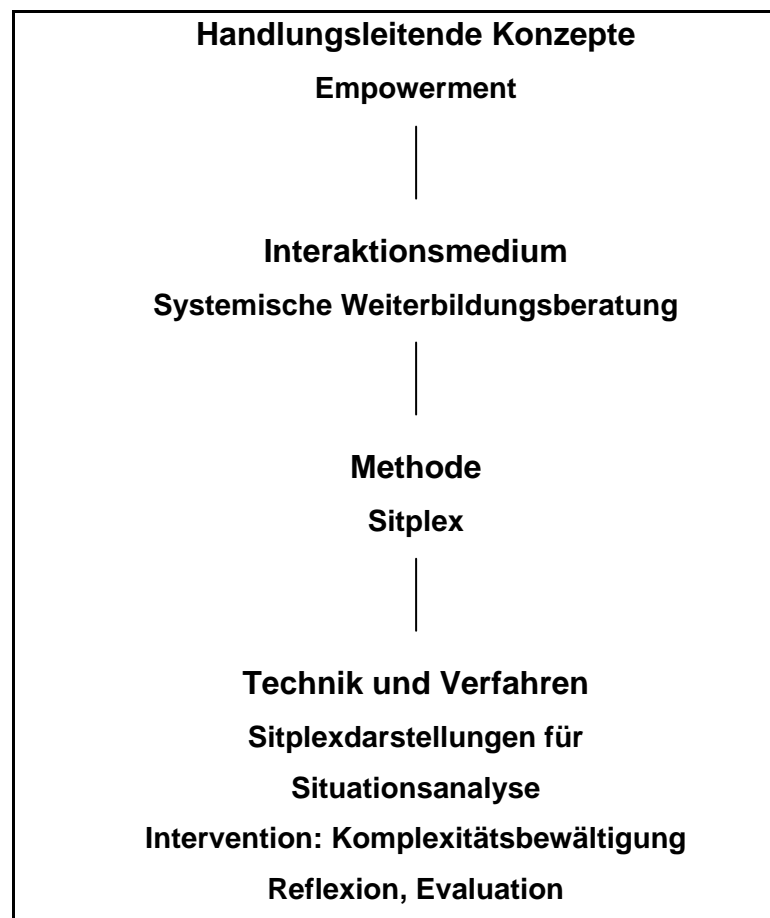 Handlungsleitende Konzepte
Empowerment
Interaktionsmedium
Systemische Weiterbildungsberatung
Methode
Sitplex
Technik und Verfahren
Sitplexdarstellungen für
Situationsanalyse
Intervention: Komplexitätsbewältigung
Reflexion, Evaluation